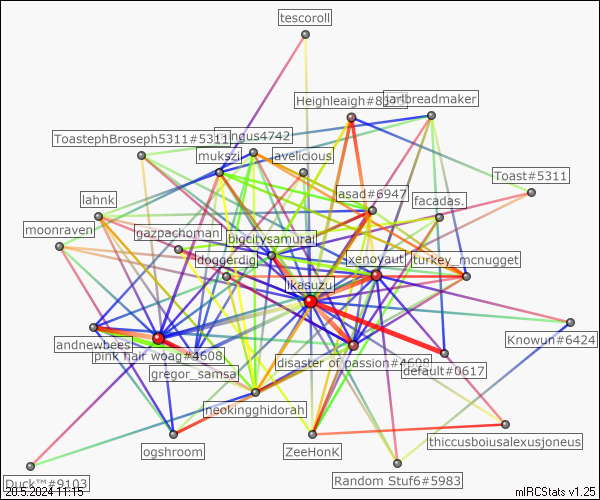 tescoroll
Heighleaigh#8
tartbreadmaker
ToastephBroseph5311#5311
ngus4742
mukszi
avelicious
Toast#5311
lahnk
asad#6947
facadas.
moonraven
gazpachoman
bigcitysamurai
doggerdig
xenoyaut
turkey_mcnugget
ikasuzu
Knowun#6424
andnewbees
pink hair woag#4608
disaster of passion#4698
gregor_samsa
default#0617
neokingghidorah
ogshroom
ZeeHonK
thiccusboiusalexusjoneus
Duck™#9103
Random Stuf6#5983
20.5.2024 11:15
mIRCStats v1.25